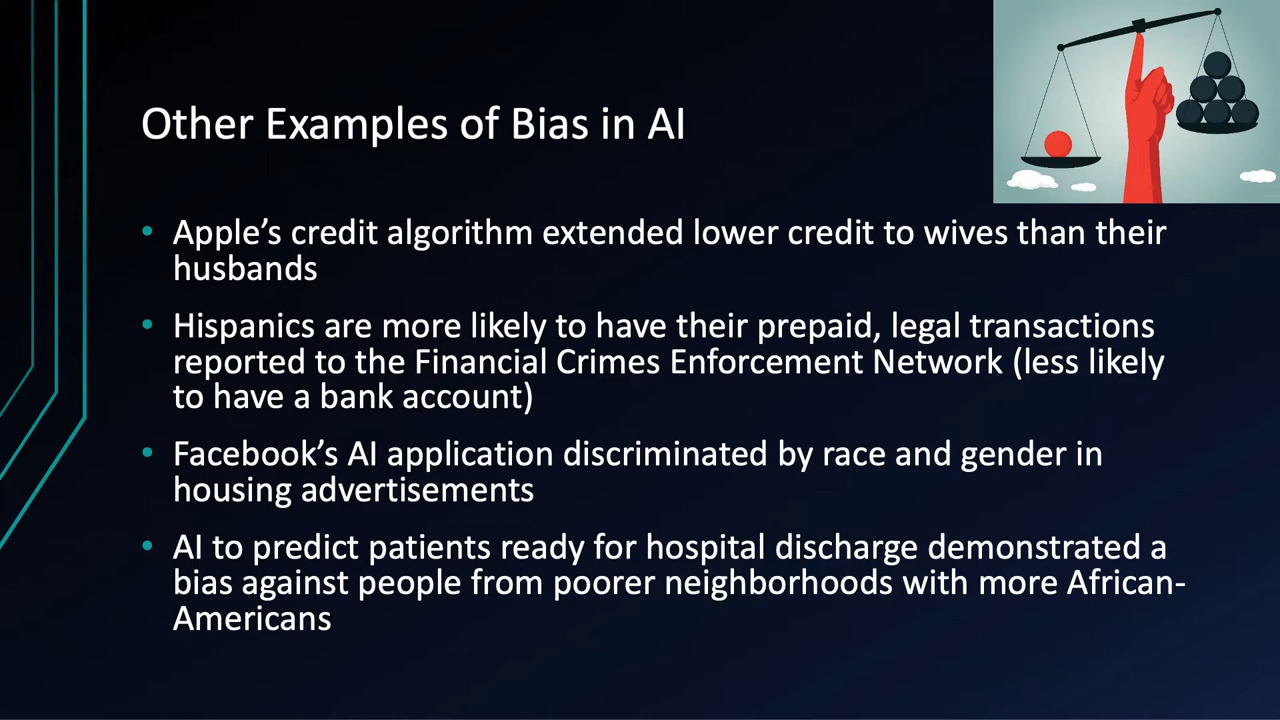 Other Examples of Bias in AI
• Apple’s credit algorithm extended lower credit to wives than their
husbands
• Hispanics are more likely to have their prepaid, legal transactions
reported to the Financial Crimes Enforcement Network (less likely
to have a bank account)
• Facebook’s AI application discriminated by race and gender in
housing advertisements
• AI to predict patients ready for hospital discharge demonstrated a
bias against people from poorer neighborhoods with more African-
Americans